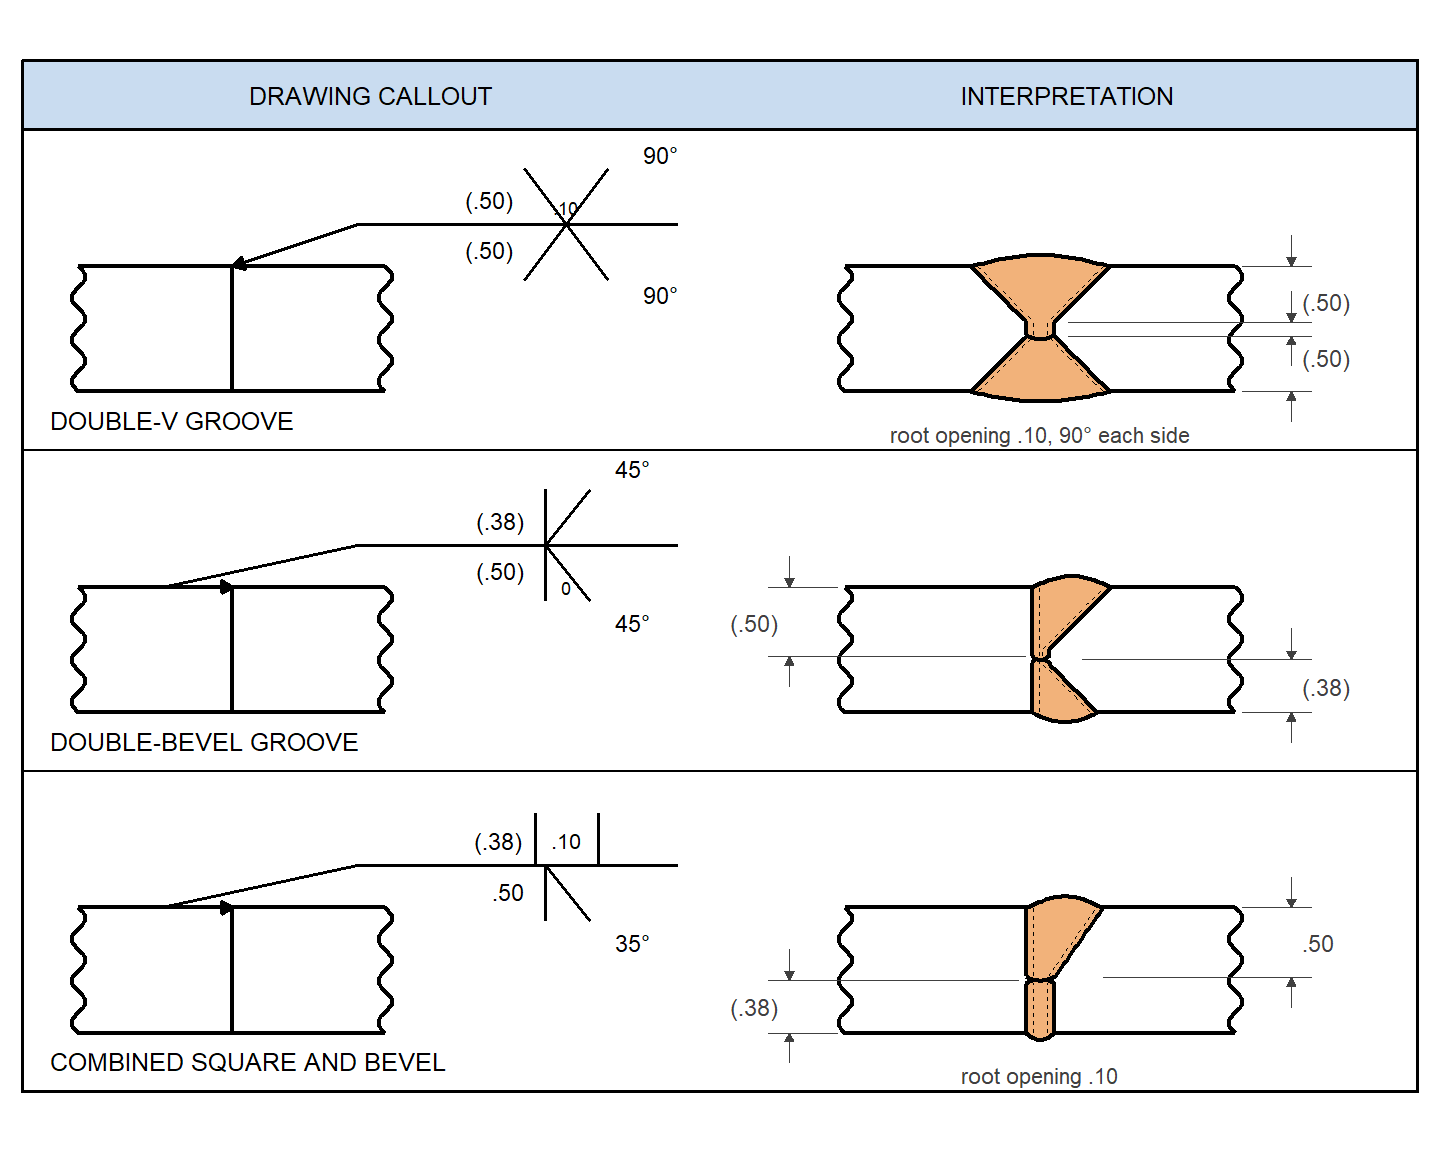 DRAWING CALLOUT
INTERPRETATION
90°
(.50)
.10
(.50)
90°
DOUBLE-V GROOVE
(.50)
(.50)
root opening .10, 90° each side
45°
(.38)
(.50)
0
45°
DOUBLE-BEVEL GROOVE
(.50)
(.38)
(.38)
.10
.50
35°
COMBINED SQUARE AND BEVEL
.50
(.38)
root opening .10